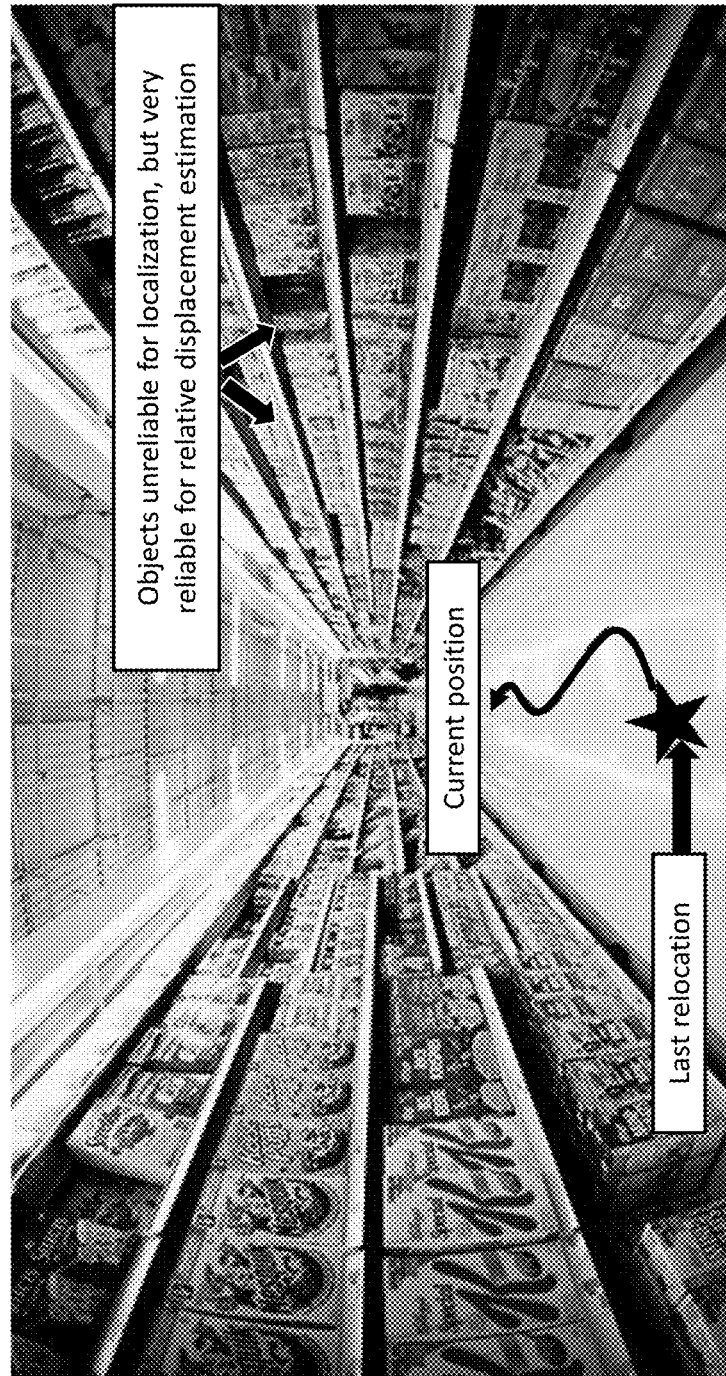 Objects unreliable for localization, but very
reliable for relative displacement estimation
Current position
Last relocation